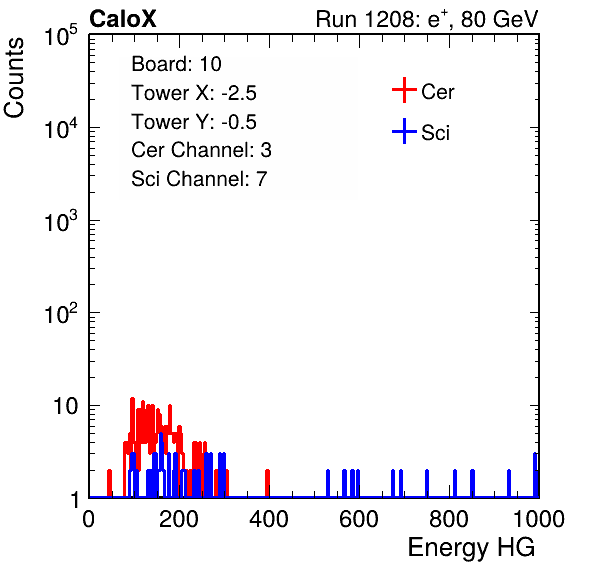 CaloX Run 1208: e⁺, 80 GeV
Counts
10⁵
10⁴
10³
10²
10
1
Board: 10
Tower X: -2.5
Tower Y: -0.5
Cer Channel: 3
Sci Channel: 7
Cer
Sci
0 200 400 600 800 1000
Energy HG